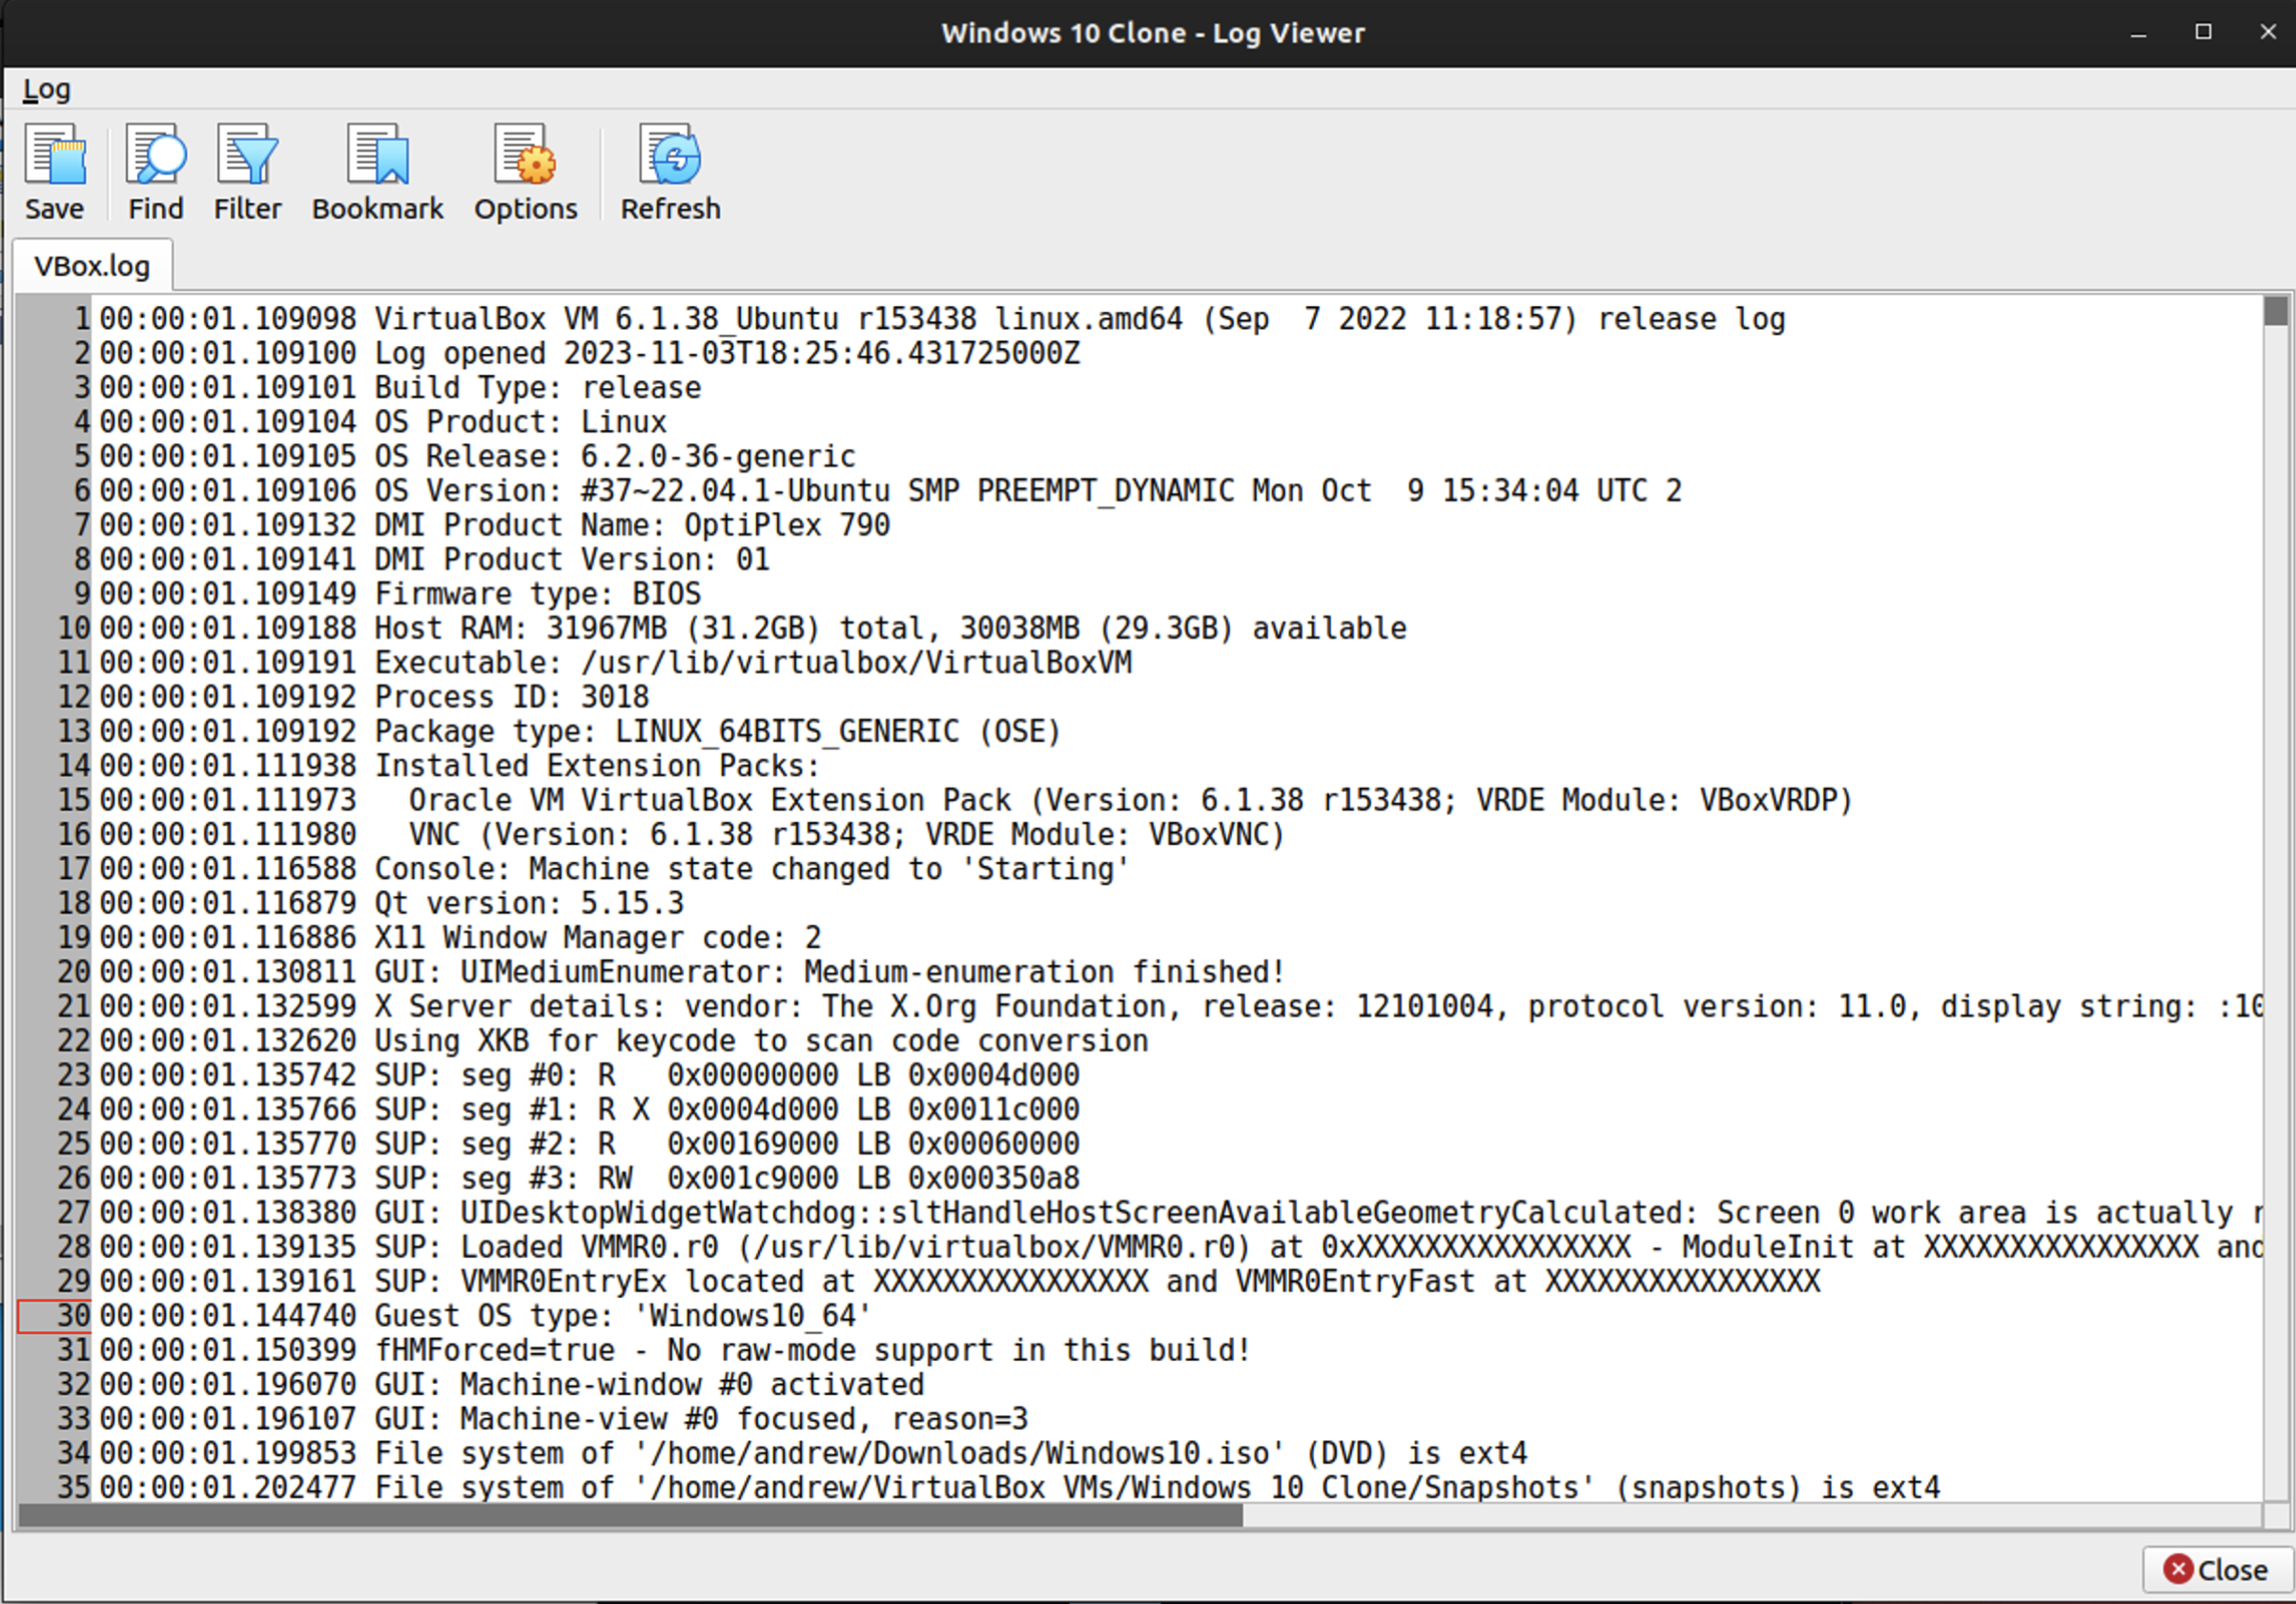 Windows 10 Clone - Log Viewer
Log
Save Find Filter Bookmark Options Refresh
VBox.log
1 00:00:01.109098 VirtualBox VM 6.1.38_Ubuntu r153438 linux.amd64 (Sep  7 2022 11:18:57) release log
2 00:00:01.109100 Log opened 2023-11-03T18:25:46.431725000Z
3 00:00:01.109101 Build Type: release
4 00:00:01.109104 OS Product: Linux
5 00:00:01.109105 OS Release: 6.2.0-36-generic
6 00:00:01.109106 OS Version: #37~22.04.1-Ubuntu SMP PREEMPT_DYNAMIC Mon Oct  9 15:34:04 UTC 2
7 00:00:01.109132 DMI Product Name: OptiPlex 790
8 00:00:01.109141 DMI Product Version: 01
9 00:00:01.109149 Firmware type: BIOS
10 00:00:01.109188 Host RAM: 31967MB (31.2GB) total, 30038MB (29.3GB) available
11 00:00:01.109191 Executable: /usr/lib/virtualbox/VirtualBoxVM
12 00:00:01.109192 Process ID: 3018
13 00:00:01.109192 Package type: LINUX_64BITS_GENERIC (OSE)
14 00:00:01.111938 Installed Extension Packs:
15 00:00:01.111973   Oracle VM VirtualBox Extension Pack (Version: 6.1.38 r153438; VRDE Module: VBoxVRDP)
16 00:00:01.111980   VNC (Version: 6.1.38 r153438; VRDE Module: VBoxVNC)
17 00:00:01.116588 Console: Machine state changed to 'Starting'
18 00:00:01.116879 Qt version: 5.15.3
19 00:00:01.116886 X11 Window Manager code: 2
20 00:00:01.130811 GUI: UIMediumEnumerator: Medium-enumeration finished!
21 00:00:01.132599 X Server details: vendor: The X.Org Foundation, release: 12101004, protocol version: 11.0, display string: :10
22 00:00:01.132620 Using XKB for keycode to scan code conversion
23 00:00:01.135742 SUP: seg #0: R   0x00000000 LB 0x0004d000
24 00:00:01.135766 SUP: seg #1: R X 0x0004d000 LB 0x0011c000
25 00:00:01.135770 SUP: seg #2: R   0x00169000 LB 0x00060000
26 00:00:01.135773 SUP: seg #3: RW  0x001c9000 LB 0x000350a8
27 00:00:01.138380 GUI: UIDesktopWidgetWatchdog::sltHandleHostScreenAvailableGeometryCalculated: Screen 0 work area is actually
28 00:00:01.139135 SUP: Loaded VMMR0.r0 (/usr/lib/virtualbox/VMMR0.r0) at 0xXXXXXXXXXXXXXXXX - ModuleInit at XXXXXXXXXXXXXXXX and
29 00:00:01.139161 SUP: VMMR0EntryEx located at XXXXXXXXXXXXXXXX and VMMR0EntryFast at XXXXXXXXXXXXXXXX
30 00:00:01.144740 Guest OS type: 'Windows10_64'
31 00:00:01.150399 fHMForced=true - No raw-mode support in this build!
32 00:00:01.196070 GUI: Machine-window #0 activated
33 00:00:01.196107 GUI: Machine-view #0 focused, reason=3
34 00:00:01.199853 File system of '/home/andrew/Downloads/Windows10.iso' (DVD) is ext4
35 00:00:01.202477 File system of '/home/andrew/VirtualBox VMs/Windows 10 Clone/Snapshots' (snapshots) is ext4
Close